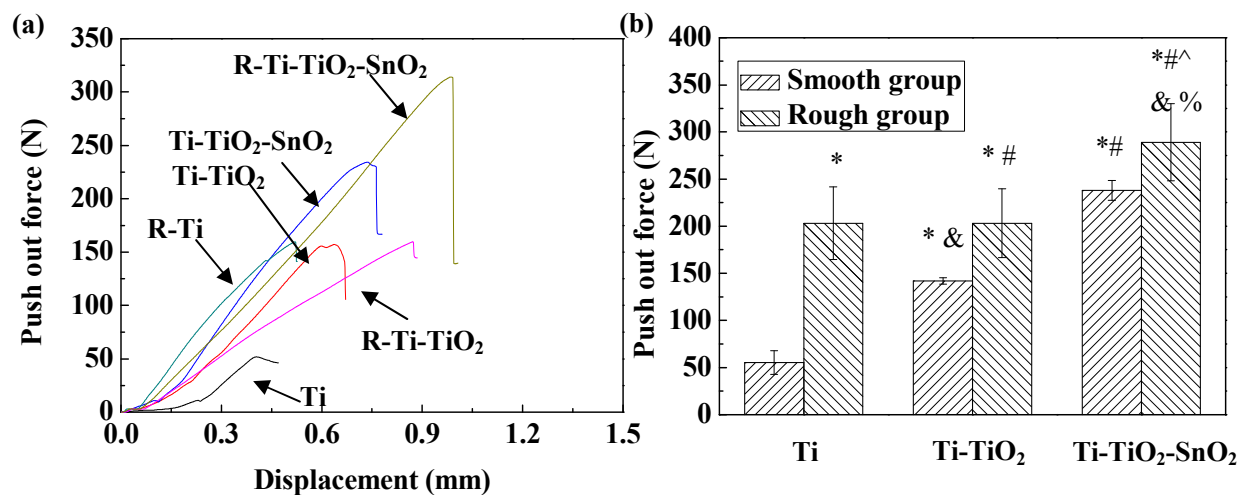 (a)
Push out force (N)
350
300
250
200
150
100
50
0
0.0 0.3 0.6 0.9 1.2 1.5
Displacement (mm)
R-Ti-TiO₂-SnO₂
Ti-TiO₂-SnO₂
Ti-TiO₂
R-Ti
R-Ti-TiO₂
Ti
(b)
Push out force (N)
400
350
300
250
200
150
100
50
0
Smooth group
Rough group
*
* &
* #
*#
*#^
& %
Ti Ti-TiO₂ Ti-TiO₂-SnO₂